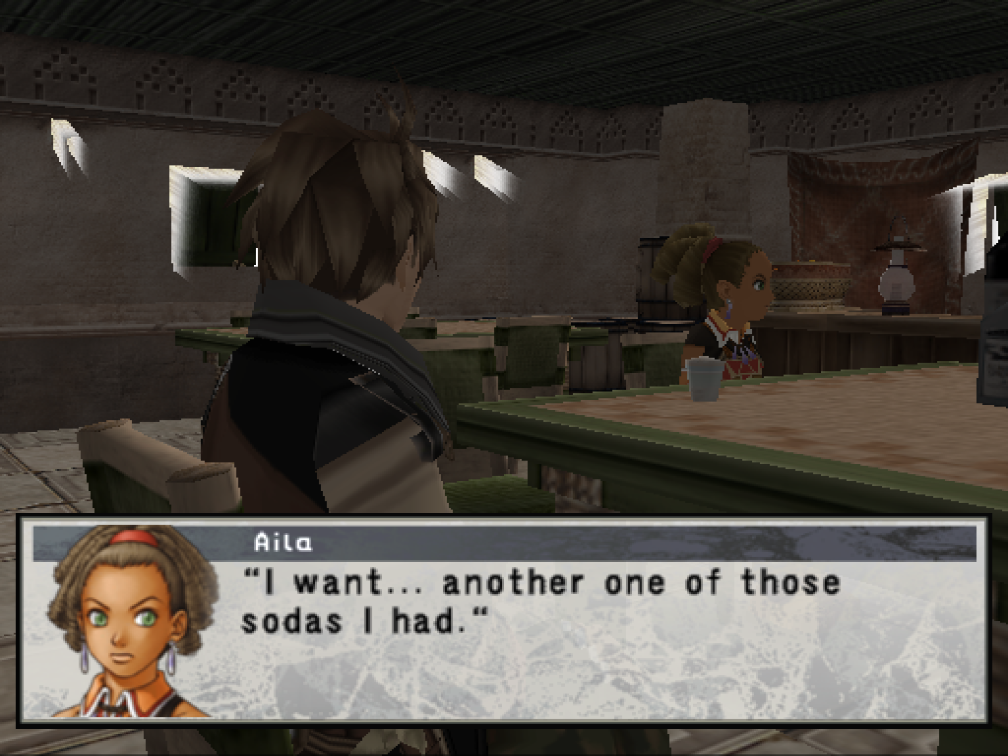 Aila
“I want... another one of those
sodas I had.“